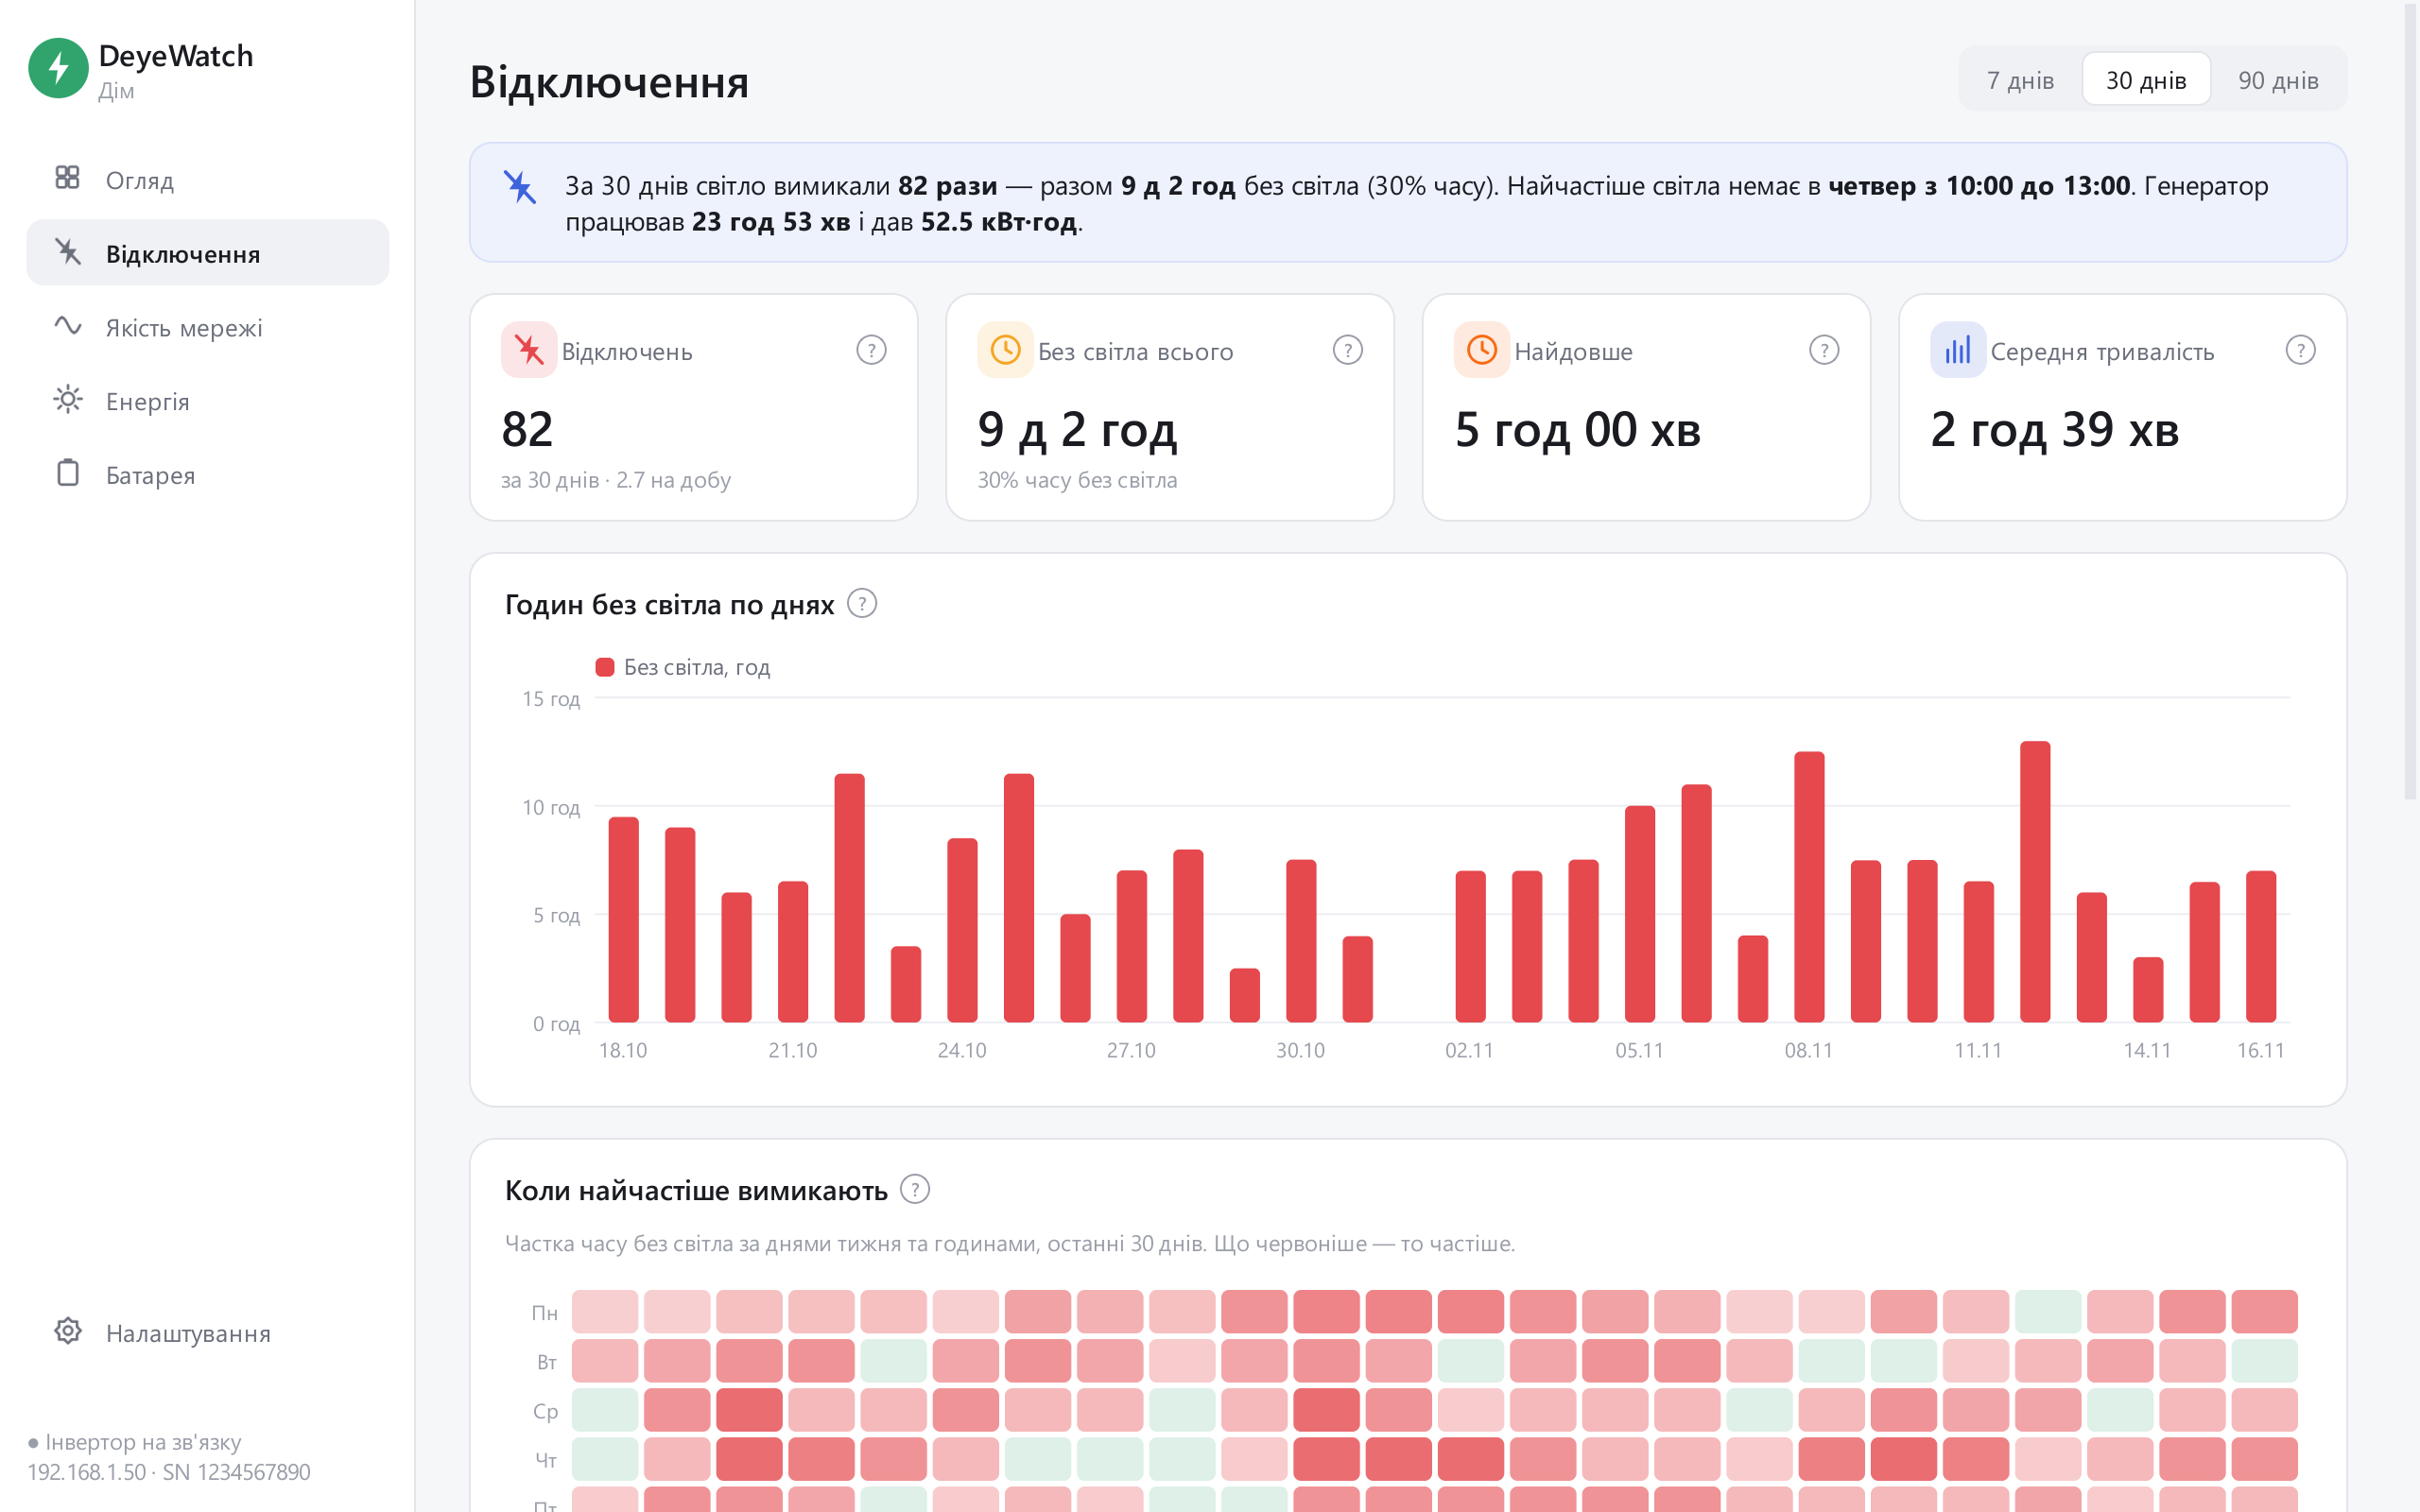 DeyeWatch
Дім
Огляд
Відключення
Якість мережі
Енергія
Батарея
Налаштування
● Інвертор на зв'язку
192.168.1.50 · SN 1234567890
Відключення
7 днів
30 днів
90 днів
За 30 днів світло вимикали 82 рази — разом 9 д 2 год без світла (30% часу). Найчастіше світла немає в четвер з 10:00 до 13:00. Генератор
працював 23 год 53 хв і дав 52.5 кВт·год.
Відключень ?
82
за 30 днів · 2.7 на добу
Без світла всього ?
9 д 2 год
30% часу без світла
Найдовше ?
5 год 00 хв
Середня тривалість ?
2 год 39 хв
Годин без світла по днях ?
Без світла, год
15 год
10 год
5 год
0 год
18.10 21.10 24.10 27.10 30.10 02.11 05.11 08.11 11.11 14.11 16.11
Коли найчастіше вимикають ?
Частка часу без світла за днями тижня та годинами, останні 30 днів. Що червоніше — то частіше.
Пн
Вт
Ср
Чт
Пт